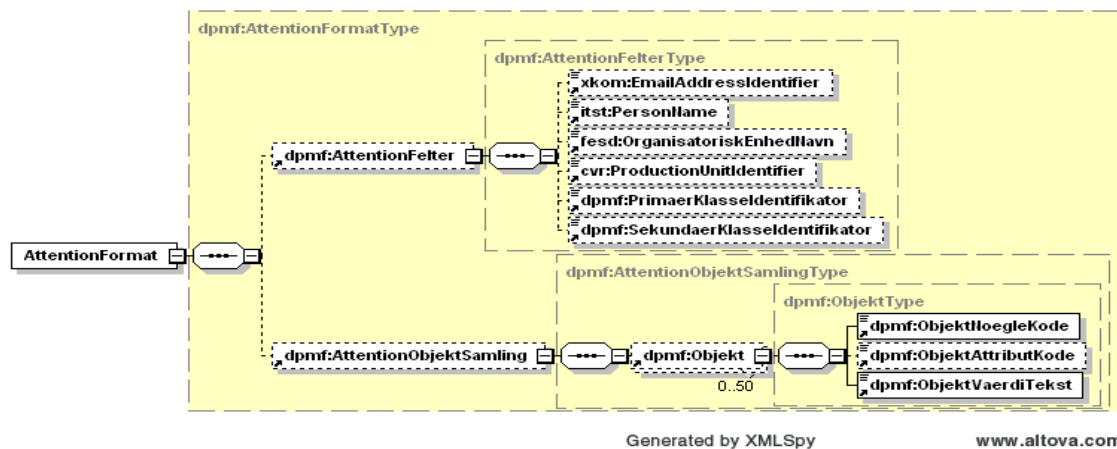 dpmf:AttentionFormatType
dpmf:AttentionFelterType
xkom:EmailAddressIdentifier
itst:PersonName
dpmf:AttentionFelter
fesd:OrganisatoriskEnhedNavn
cvr:ProductionUnitIdentifier
dpmf:PrimaerKlasseIdentifikator
dpmf:SekundaerKlasseIdentifikator
AttentionFormat
dpmf:AttentionObjektSamlingType
dpmf:ObjektType
dpmf:ObjektNoegleKode
dpmf:AttentionObjektSamling
dpmf:Objekt
dpmf:ObjektAttributKode
0..50
dpmf:ObjektVaerdiTekst
Generated by XMLSpy
www.altova.com